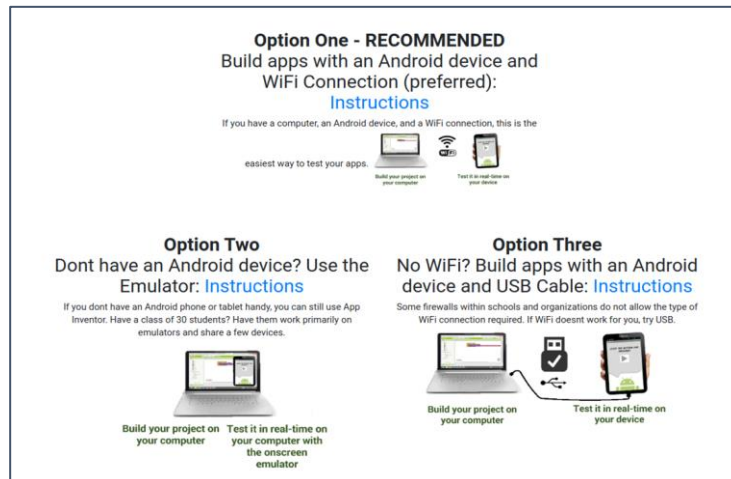 Option One - RECOMMENDED
Build apps with an Android device and
WiFi Connection (preferred):
Instructions
If you have a computer, an Android device, and a WiFi connection, this is the
easiest way to test your apps.
WiFi
Build your project on
your computer
Test it in real-time on
your device
Option Two
Dont have an Android device? Use the
Emulator: Instructions
If you dont have an Android phone or tablet handy, you can still use App
Inventor. Have a class of 30 students? Have them work primarily on
emulators and share a few devices.
Build your project on
your computer
Test it in real-time on
your computer with
the onscreen
emulator
Option Three
No WiFi? Build apps with an Android
device and USB Cable: Instructions
Some firewalls within schools and organizations do not allow the type of
WiFi connection required. If WiFi doesnt work for you, try USB.
Build your project on
your computer
Test it in real-time on
your device